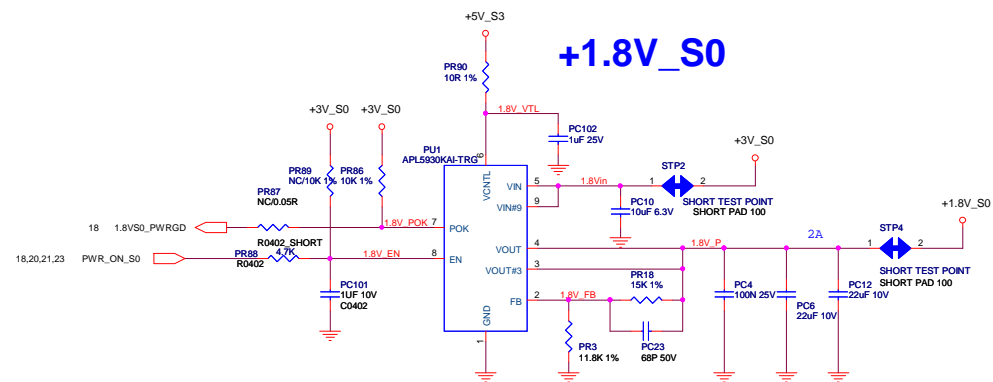 +5V_S3
+1.8V_S0
PR90
10R 1%
1.8V_VTL
PC102
1uF 25V
+3V_S0
+3V_S0
PU1
APL5930KAI-TRG
6
VCNTL
+3V_S0
PR89
NC/10K 1%
PR86
10K 1%
PR87
NC/0.05R
VIN
5
1.8Vin
1
STP2
2
VIN#9
9
SHORT TEST POINT
SHORT PAD 100
PC10
10uF 6.3V
+1.8V_S0
18
1.8VS0_PWRGD
1.8V_POK
7
POK
R0402_SHORT
4.7K
18,20,21,23
PWR_ON_S0
PR88
R0402
1.8V_EN
8
EN
VOUT
4
1.8V_P
2A
1
STP4
2
VOUT#3
3
SHORT TEST POINT
SHORT PAD 100
PC101
1UF 10V
C0402
PR18
15K 1%
FB
2
1.8V_FB
PC4
100N 25V
PC6
22uF 10V
PC12
22uF 10V
GND
1
PR3
11.8K 1%
PC23
68P 50V